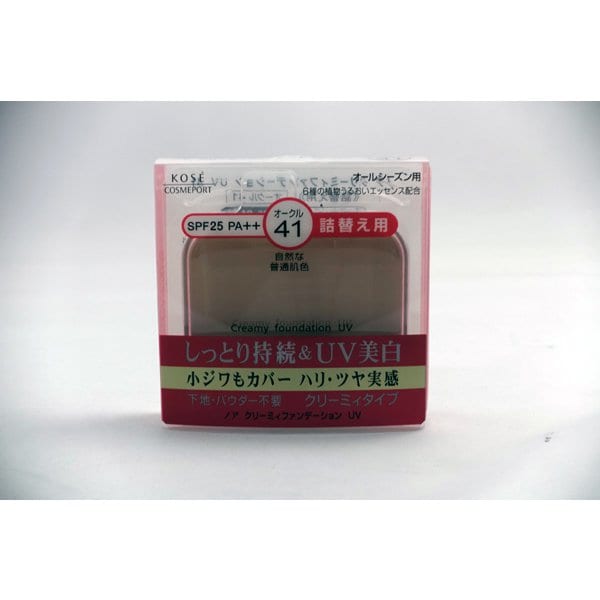 KOSÉ
COSMEPORT
オールシーズン用
6種の植物うるおいエッセンス配合
SPF25 PA++
オークル
41
詰替え用
自然な
普通肌色
Creamy foundation UV
しっとり持続&UV美白
小ジワもカバー ハリ・ツヤ実感
下地・パウダー不要 クリーミィタイプ
ノア クリーミィファンデーション UV